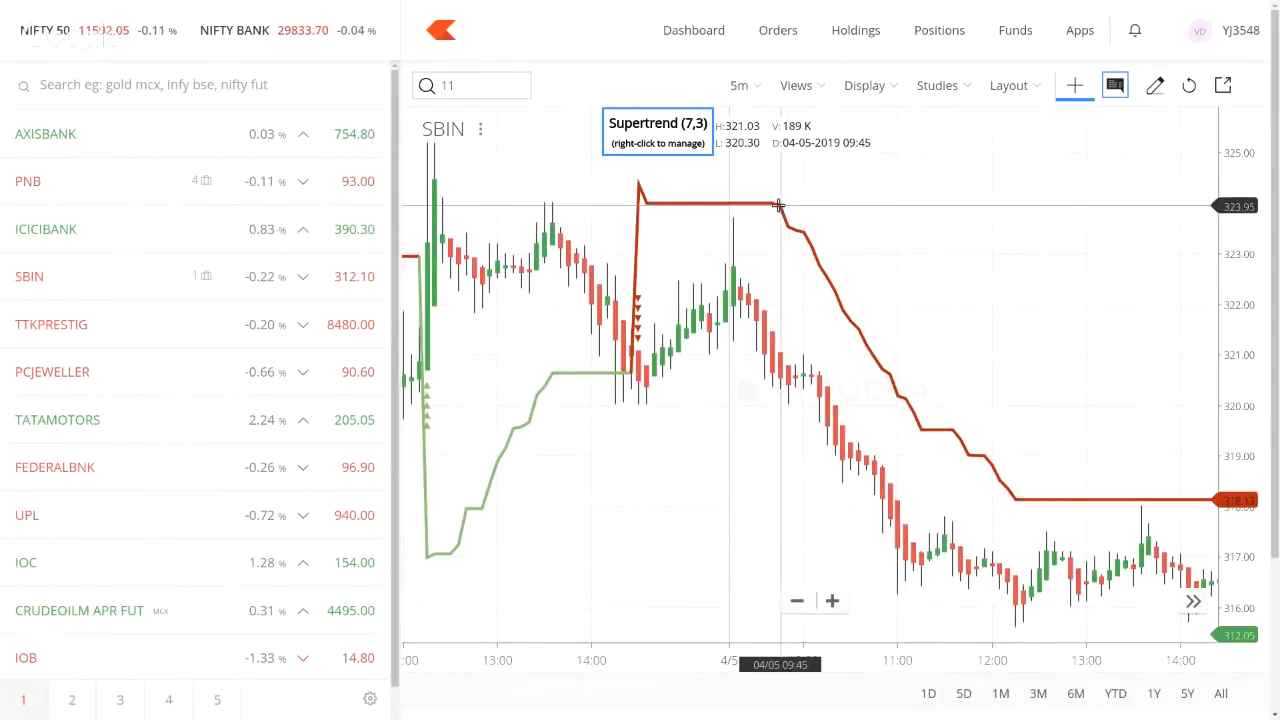 NIFTY 50 11592.05 -0.11 % NIFTY BANK 29833.70 -0.04 %
Dashboard Orders Holdings Positions Funds Apps VD YJ3548
Search eg: gold mcx, infy bse, nifty fut
11 5m Views Display Studies Layout
AXISBANK 0.03 % 754.80
PNB 4 -0.11 % 93.00
ICICIBANK 0.83 % 390.30
SBIN 1 -0.22 % 312.10
TTKPRESTIG -0.20 % 8480.00
PCJEWELLER -0.66 % 90.60
TATAMOTORS 2.24 % 205.05
FEDERALBNK -0.26 % 96.90
UPL -0.72 % 940.00
IOC 1.28 % 154.00
CRUDEOILM APR FUT MCX 0.31 % 4495.00
IOB -1.33 % 14.80
1 2 3 4 5
SBIN
Supertrend (7,3)
(right-click to manage)
H:321.03 V: 189 K
L: 320.30 D:04-05-2019 09:45
325.00
323.95
323.00
322.00
321.00
320.00
319.00
318.13
318.00
317.00
316.00
312.05
:00 13:00 14:00 4/5 04/05 09:45 11:00 12:00 13:00 14:00
1D 5D 1M 3M 6M YTD 1Y 5Y All